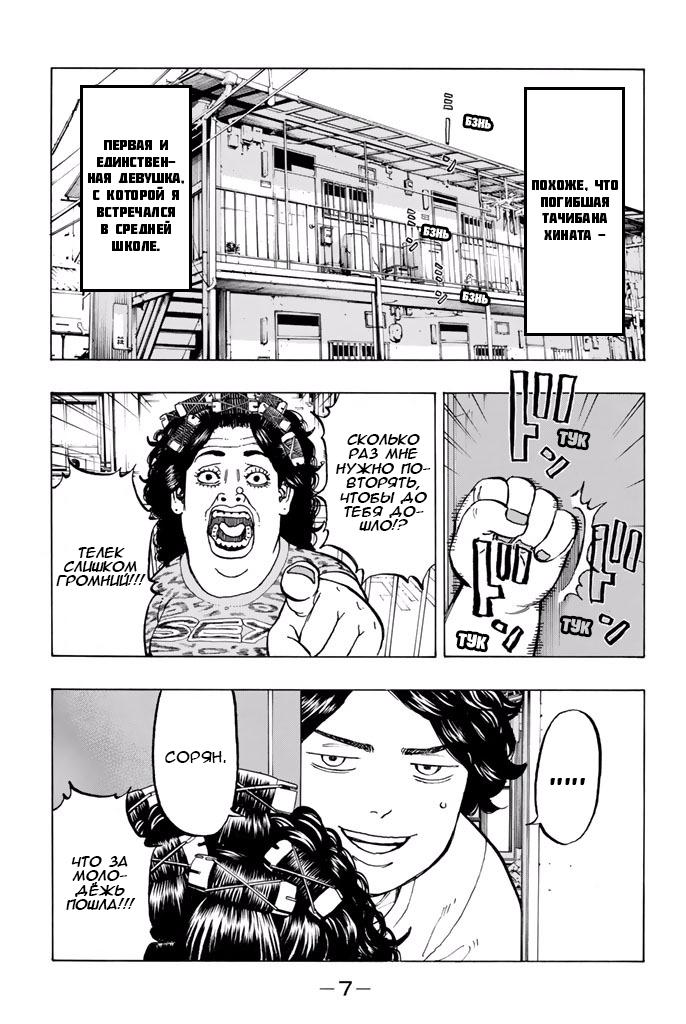 ПОХОЖЕ, ЧТО
ПОГИБШАЯ
ТАЧИБАНА
ХИНАТА –
БЗНЬ
БЗНЬ
БЗНЬ
ПЕРВАЯ И
ЕДИНСТВЕН-
НАЯ ДЕВУШКА,
С КОТОРОЙ Я
ВСТРЕЧАЛСЯ
В СРЕДНЕЙ
ШКОЛЕ.
ТУК
ТУК
ТУК
СКОЛЬКО
РАЗ МНЕ
НУЖНО ПО-
ВТОРЯТЬ,
ЧТОБЫ ДО
ТЕБЯ ДО-
ШЛО!?
ТЕЛЕК
СЛИШКОМ
ГРОМНИЙ!!!
SEX
,,,,,
СОРЯН.
ЧТО ЗА
МОЛО-
ДЁЖЬ
ПОШЛА!!!
–7–